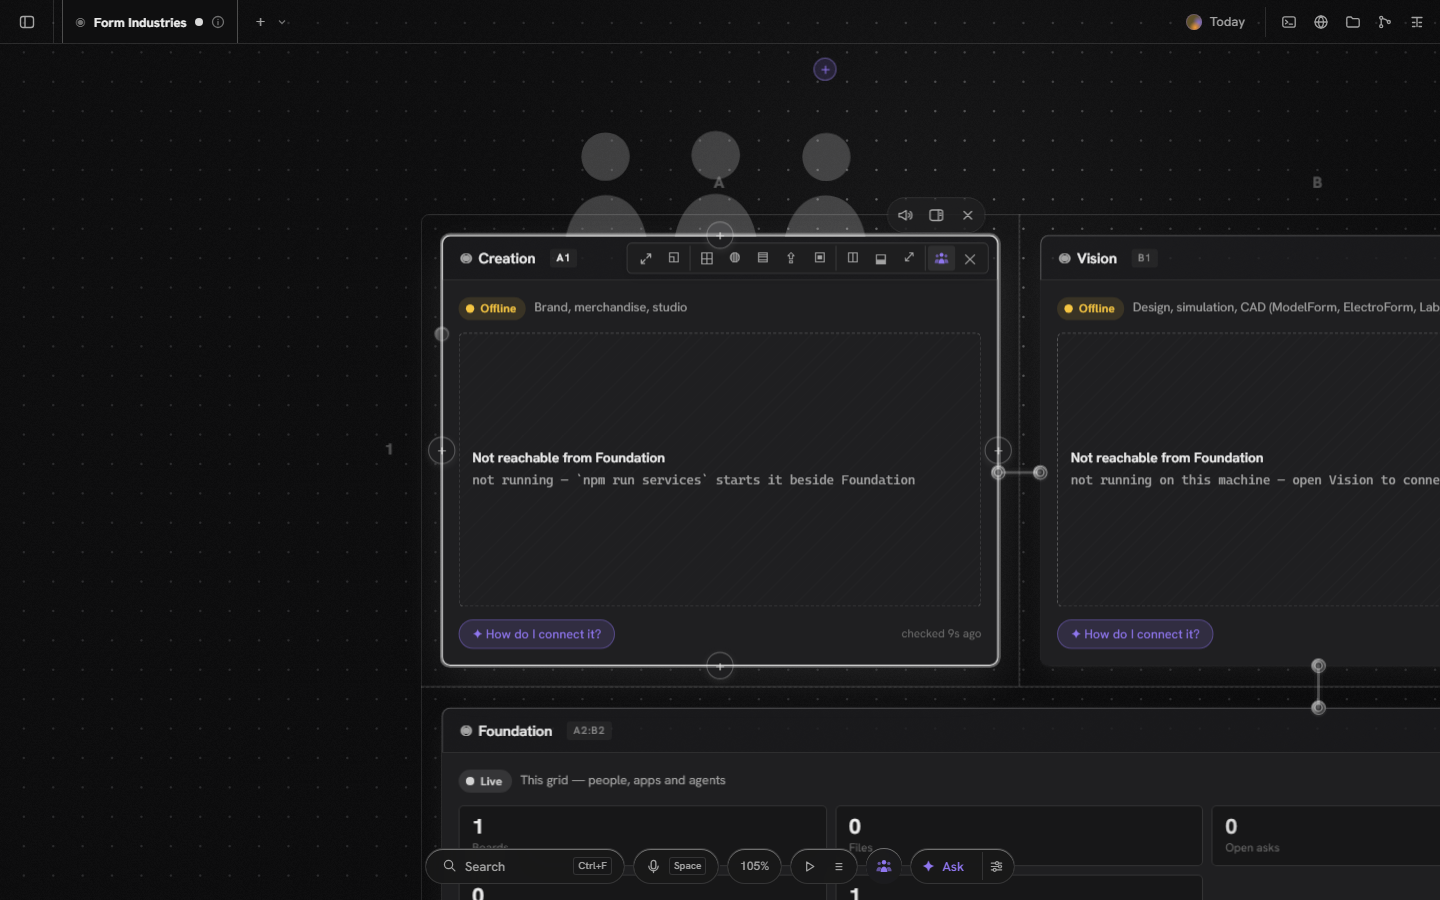 Form Industries
Today
A
B
Creation A1
Vision B1
Offline Brand, merchandise, studio
Offline Design, simulation, CAD (ModelForm, ElectroForm, Lab
1
Not reachable from Foundation
not running — `npm run services` starts it beside Foundation
Not reachable from Foundation
not running on this machine — open Vision to conne
How do I connect it?
checked 9s ago
How do I connect it?
Foundation A2:B2
Live This grid — people, apps and agents
1
Boards
0
Files
0
Open asks
Search Ctrl+F
Space
105%
Ask
0
1